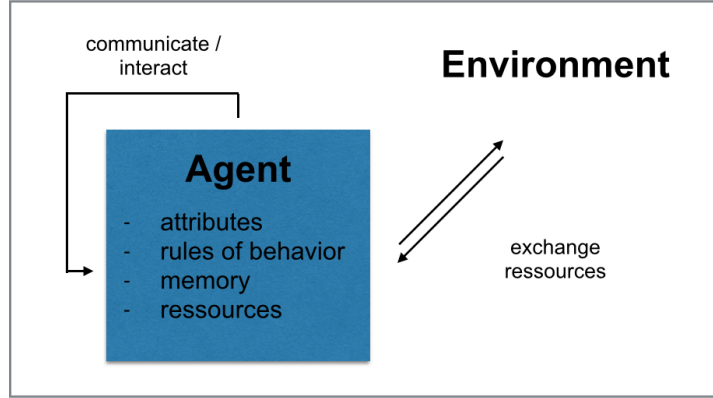 communicate /
interact
Environment
Agent
- attributes
- rules of behavior
- memory
- ressources
exchange
ressources